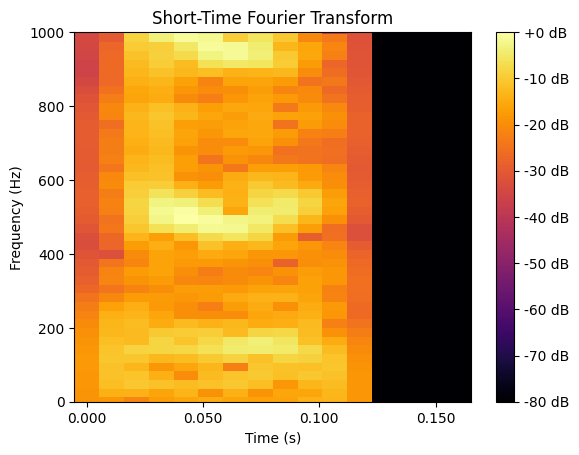 Short-Time Fourier Transform
Frequency (Hz)
1000
800
600
400
200
0
0.000
0.050
0.100
0.150
Time (s)
+0 dB
-10 dB
-20 dB
-30 dB
-40 dB
-50 dB
-60 dB
-70 dB
-80 dB